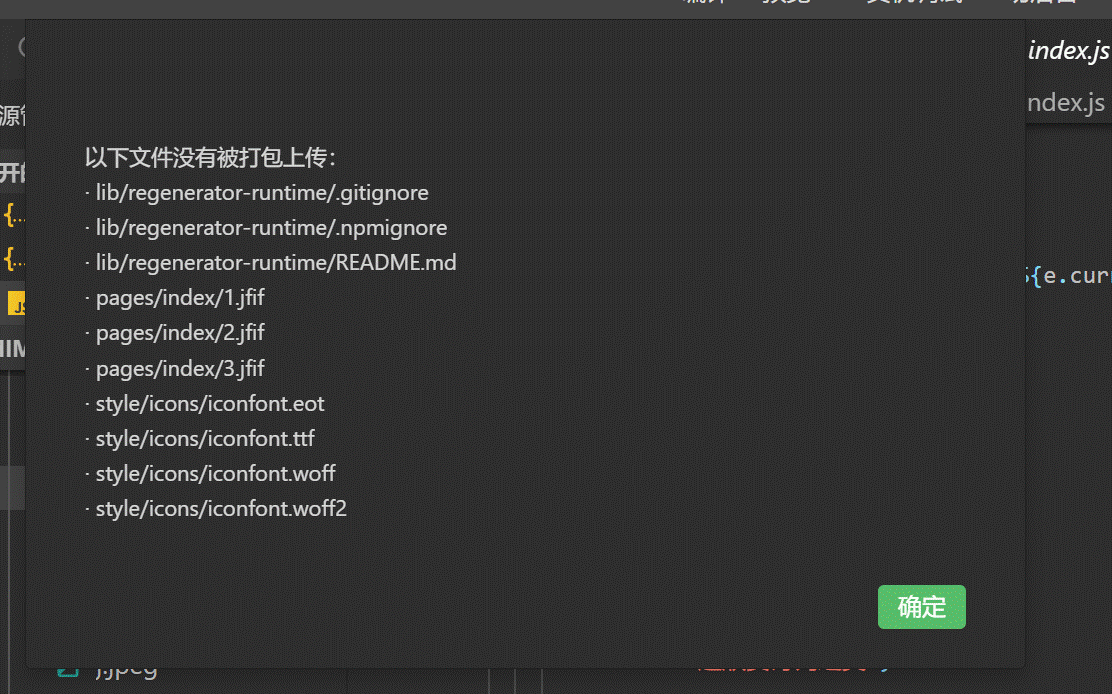 index.js
ndex.js
以下文件没有被打包上传：
· lib/regenerator-runtime/.gitignore
· lib/regenerator-runtime/.npmignore
· lib/regenerator-runtime/README.md
· pages/index/1.jfif
· pages/index/2.jfif
· pages/index/3.jfif
· style/icons/iconfont.eot
· style/icons/iconfont.ttf
· style/icons/iconfont.woff
· style/icons/iconfont.woff2
${e.curr
{...
{...
JS
确定
j.jpeg